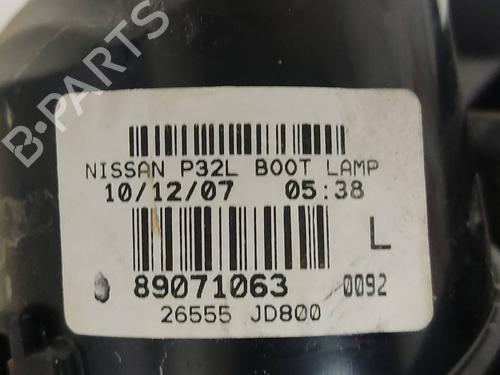 B-PARTS
NISSAN P32L BOOT LAMP
10/12/07 05:38
L
89071063 0092
26555 JD800